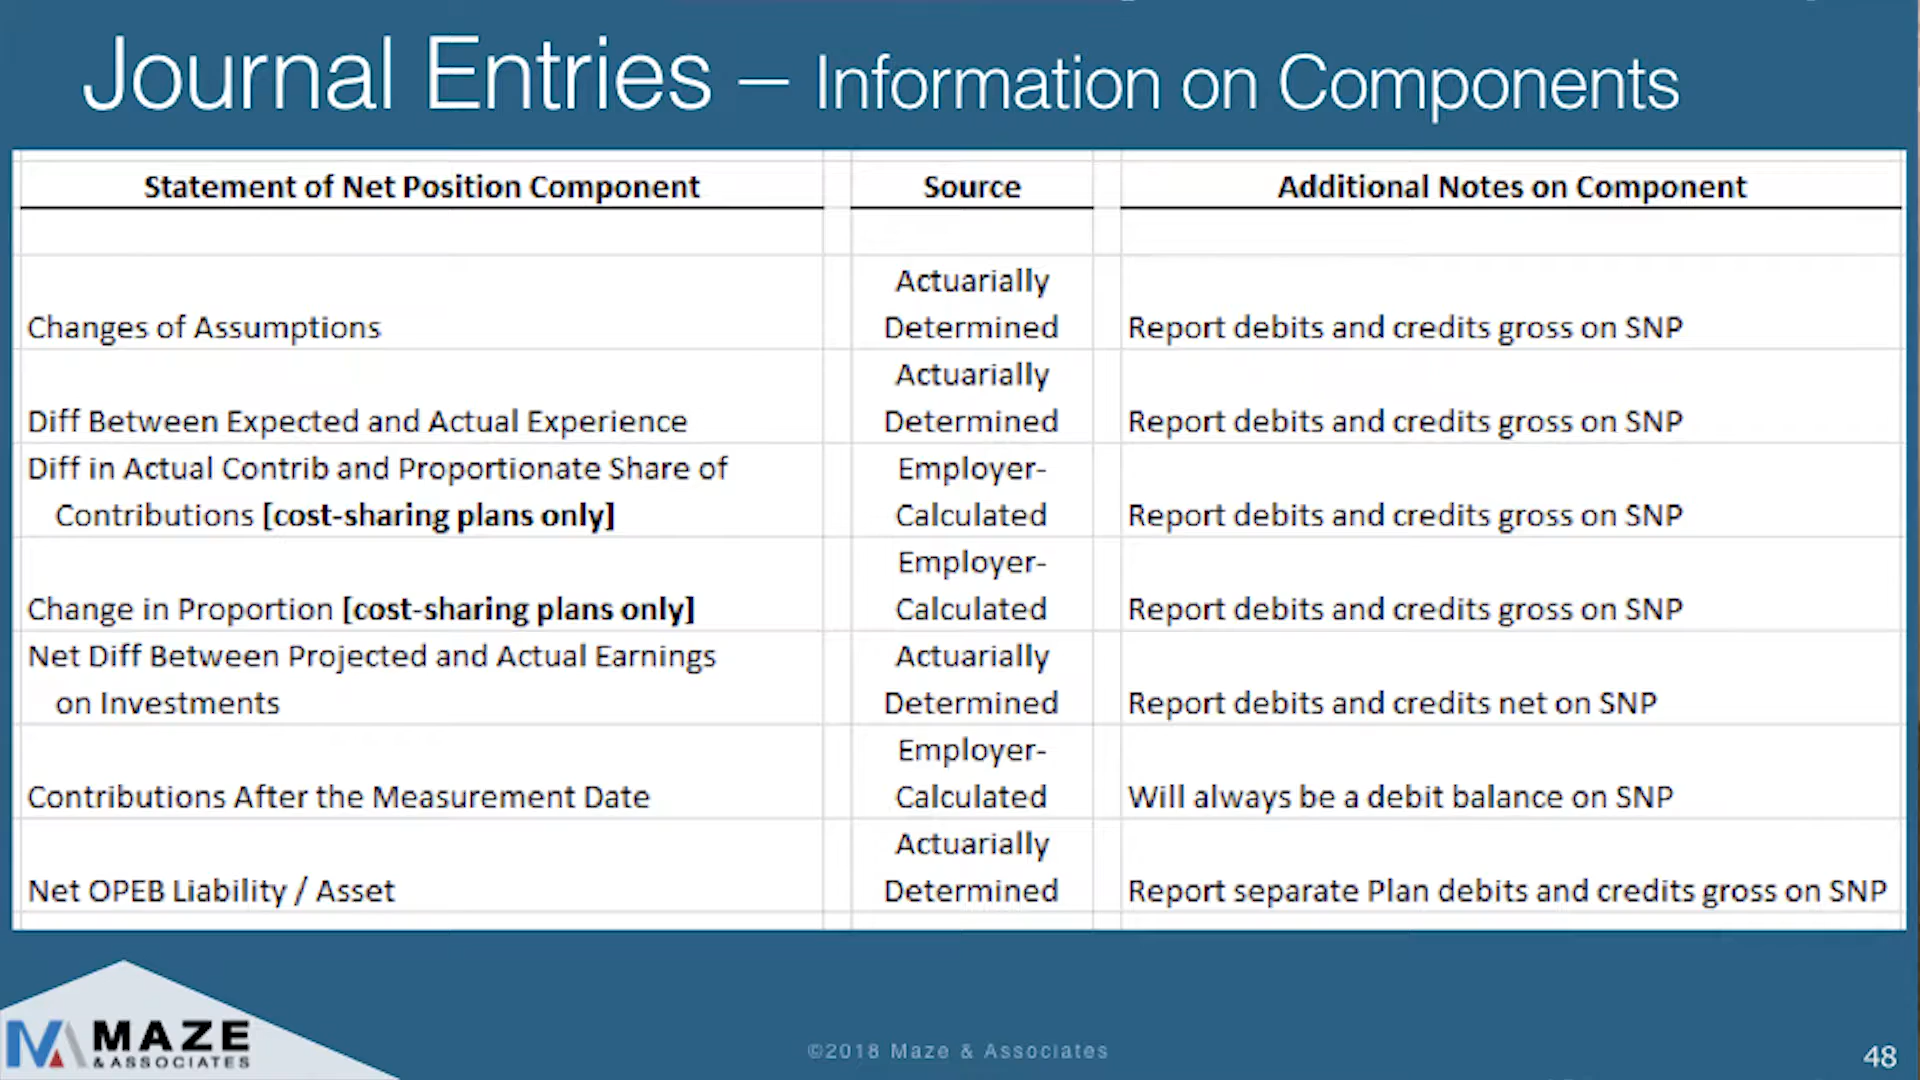 Journal Entries – Information on Components
Statement of Net Position Component
Source
Additional Notes on Component
Changes of Assumptions
Actuarially
Determined
Report debits and credits gross on SNP
Diff Between Expected and Actual Experience
Actuarially
Determined
Report debits and credits gross on SNP
Diff in Actual Contrib and Proportionate Share of
Contributions [cost-sharing plans only]
Employer-
Calculated
Report debits and credits gross on SNP
Change in Proportion [cost-sharing plans only]
Employer-
Calculated
Report debits and credits gross on SNP
Net Diff Between Projected and Actual Earnings
on Investments
Actuarially
Determined
Report debits and credits net on SNP
Contributions After the Measurement Date
Employer-
Calculated
Will always be a debit balance on SNP
Net OPEB Liability / Asset
Actuarially
Determined
Report separate Plan debits and credits gross on SNP
MAZE
& ASSOCIATES
©2018 Maze & Associates
48